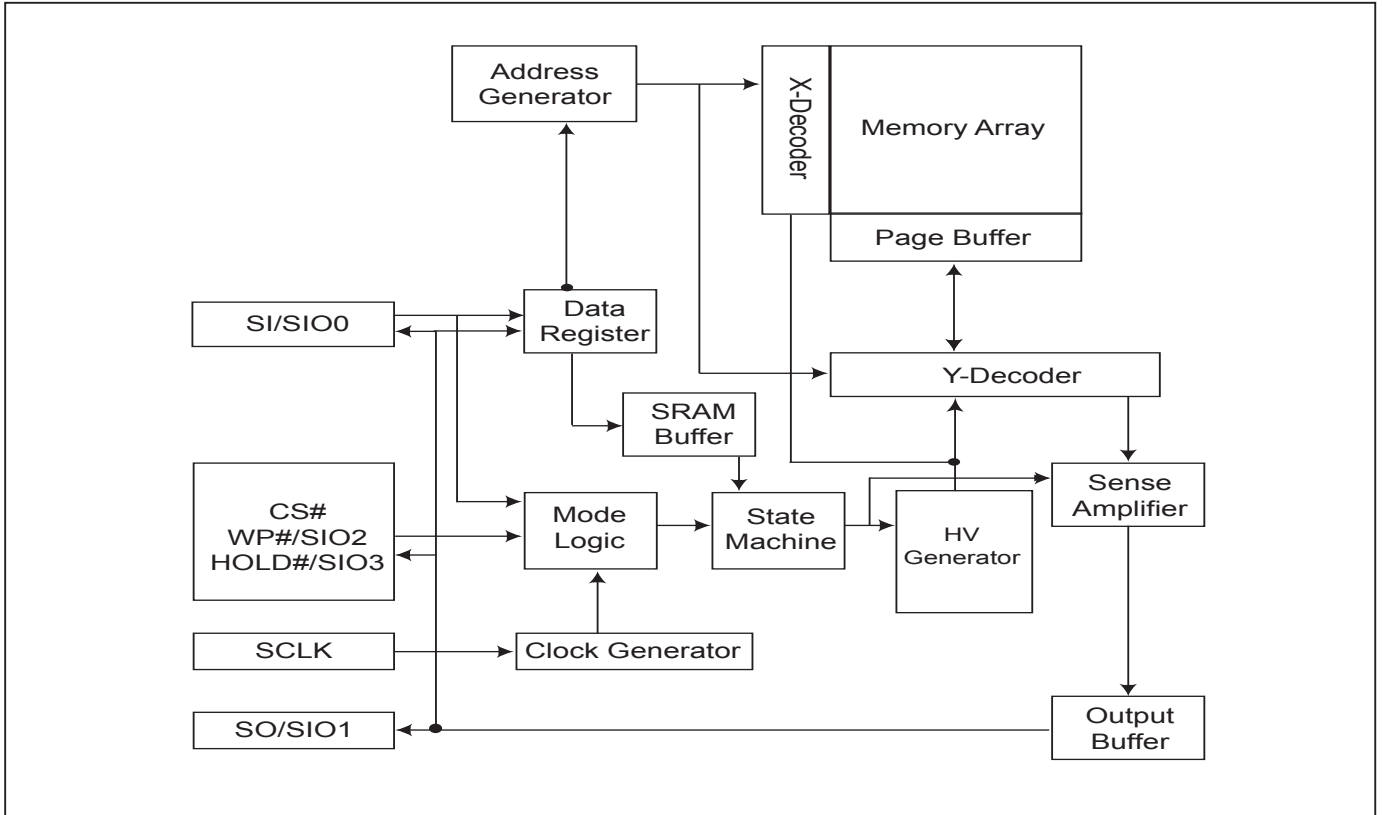 Address
Generator
X-Decoder
Memory Array
Page Buffer
SI/SIO0
Data
Register
Y-Decoder
SRAM
Buffer
CS#
WP#/SIO2
HOLD#/SIO3
Mode
Logic
State
Machine
HV
Generator
Sense
Amplifier
SCLK
Clock Generator
SO/SIO1
Output
Buffer